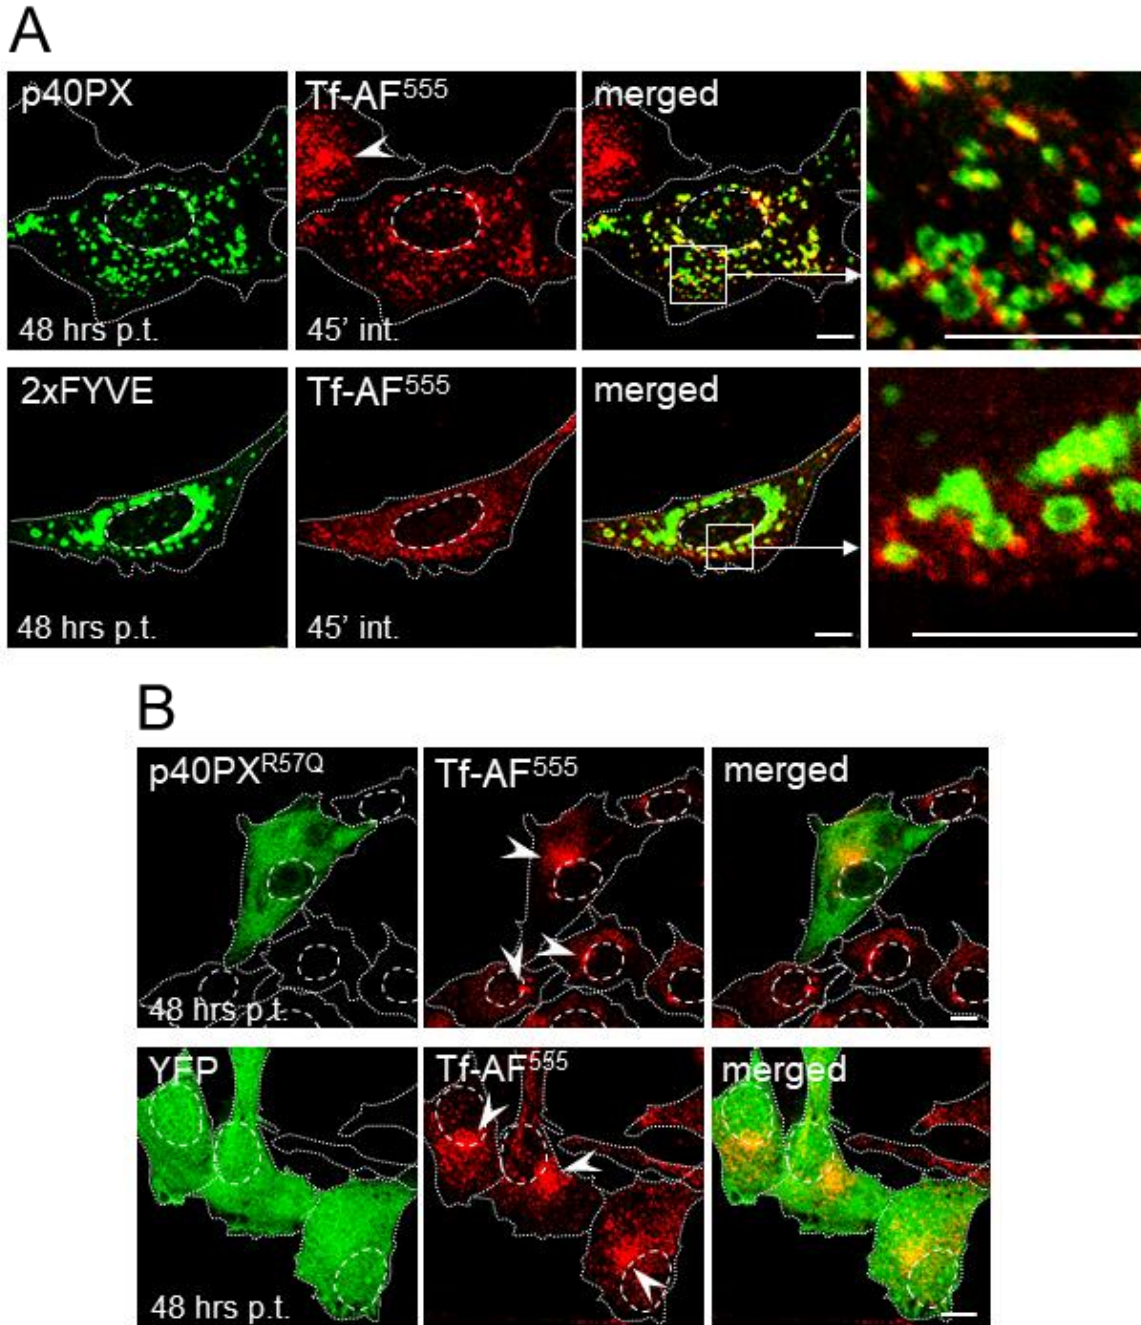 A
p40PX Tf-AF555 merged
48 hrs p.t. 45' int.
2xFYVE Tf-AF555 merged
48 hrs p.t. 45' int.
B
p40PXR57Q Tf-AF555 merged
48 hrs p.t.
YFP Tf-AF555 merged
48 hrs p.t.